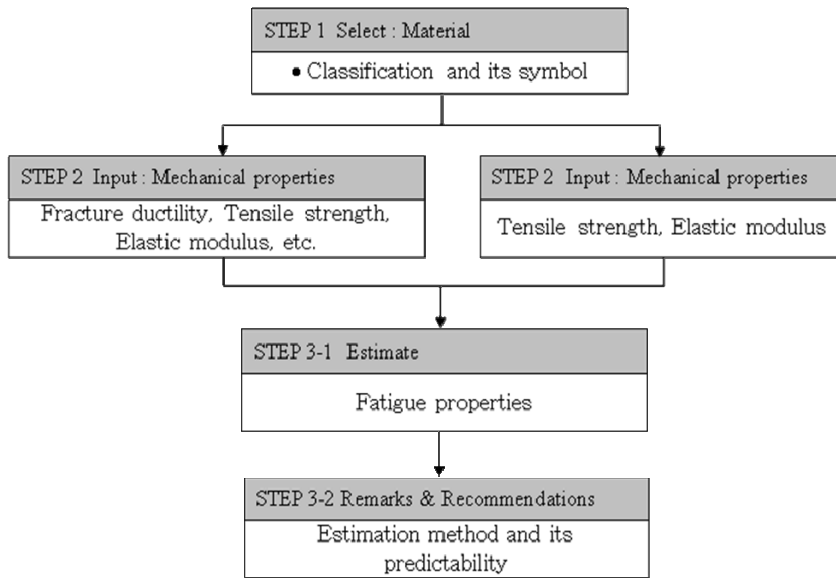 STEP 1 Select : Material
• Classification and its symbol
STEP 2 Input : Mechanical properties
Fracture ductility, Tensile strength,
Elastic modulus, etc.
STEP 2 Input : Mechanical properties
Tensile strength, Elastic modulus
STEP 3-1 Estimate
Fatigue properties
STEP 3-2 Remarks & Recommendations
Estimation method and its
predictability